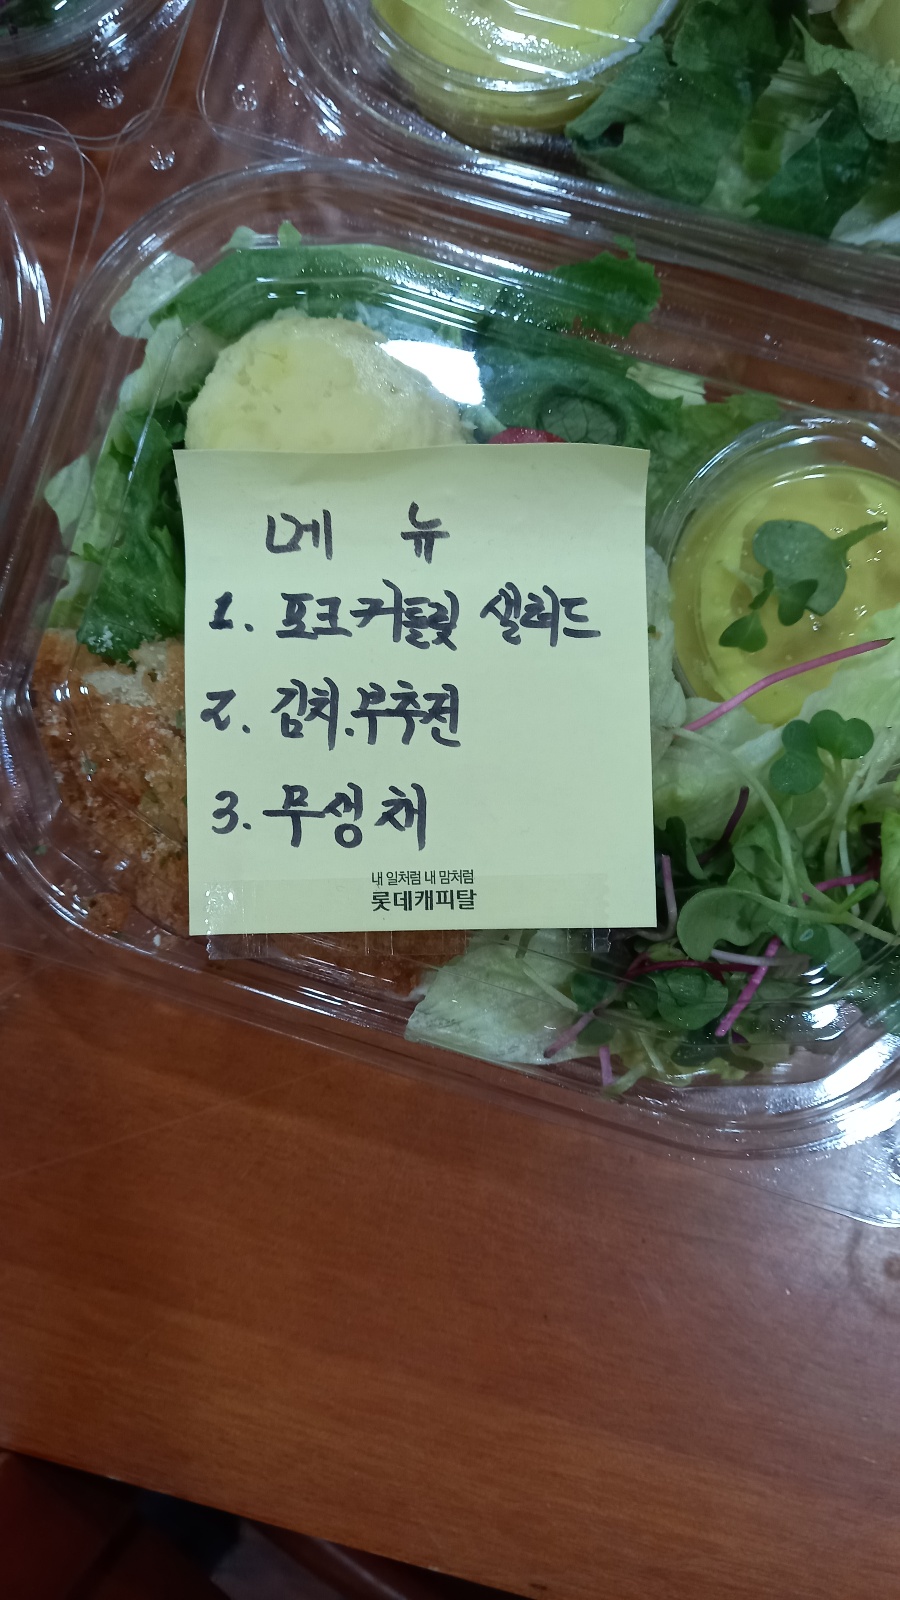 메 뉴
1. 포크커틀릿 샐러드
2. 김치.부추전
3. 무생채
내 일처럼 내 맘처럼
롯데캐피탈